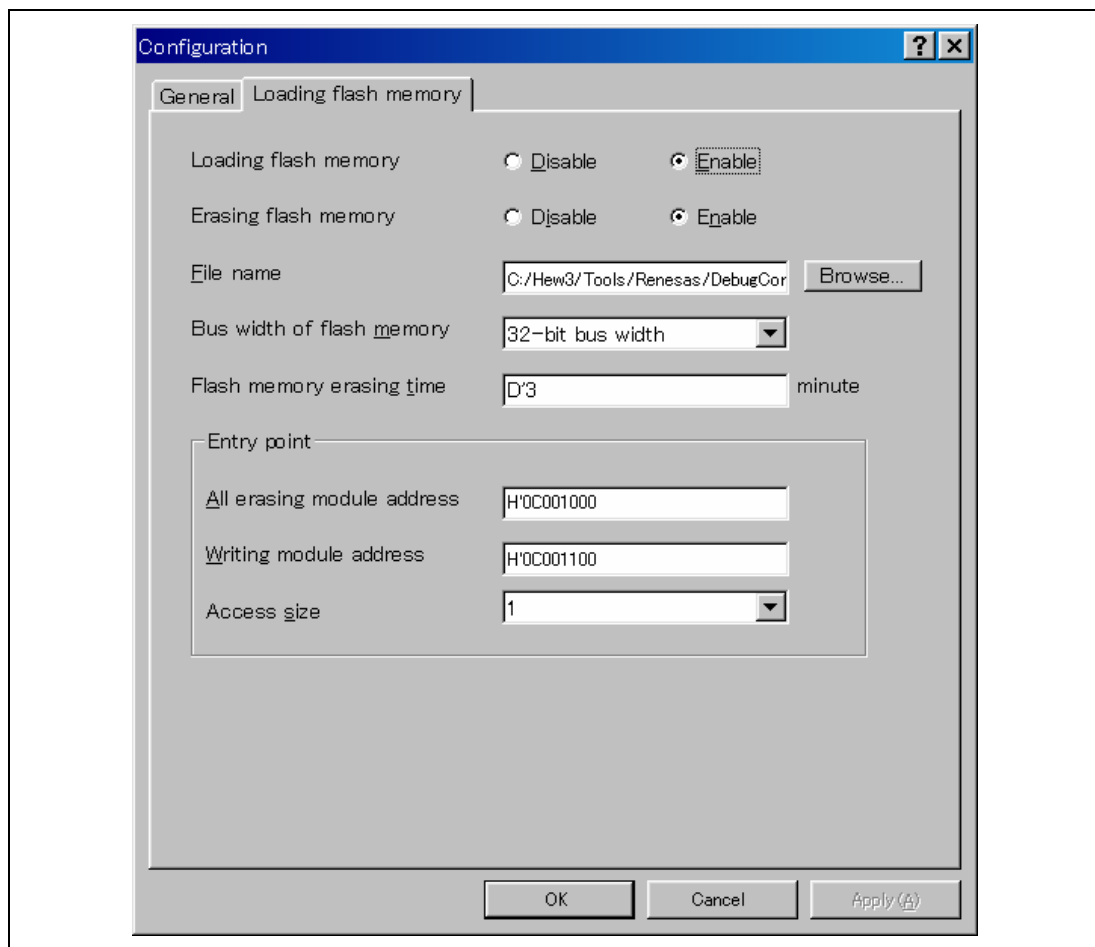 Configuration
General Loading flash memory
Loading flash memory Disable Enable
Erasing flash memory Disable Enable
File name C:/Hew3/Tools/Renesas/DebugCor Browse...
Bus width of flash memory 32-bit bus width
Flash memory erasing time D'3 minute
Entry point
All erasing module address H'0C001000
Writing module address H'0C001100
Access size 1
OK Cancel Apply(A)